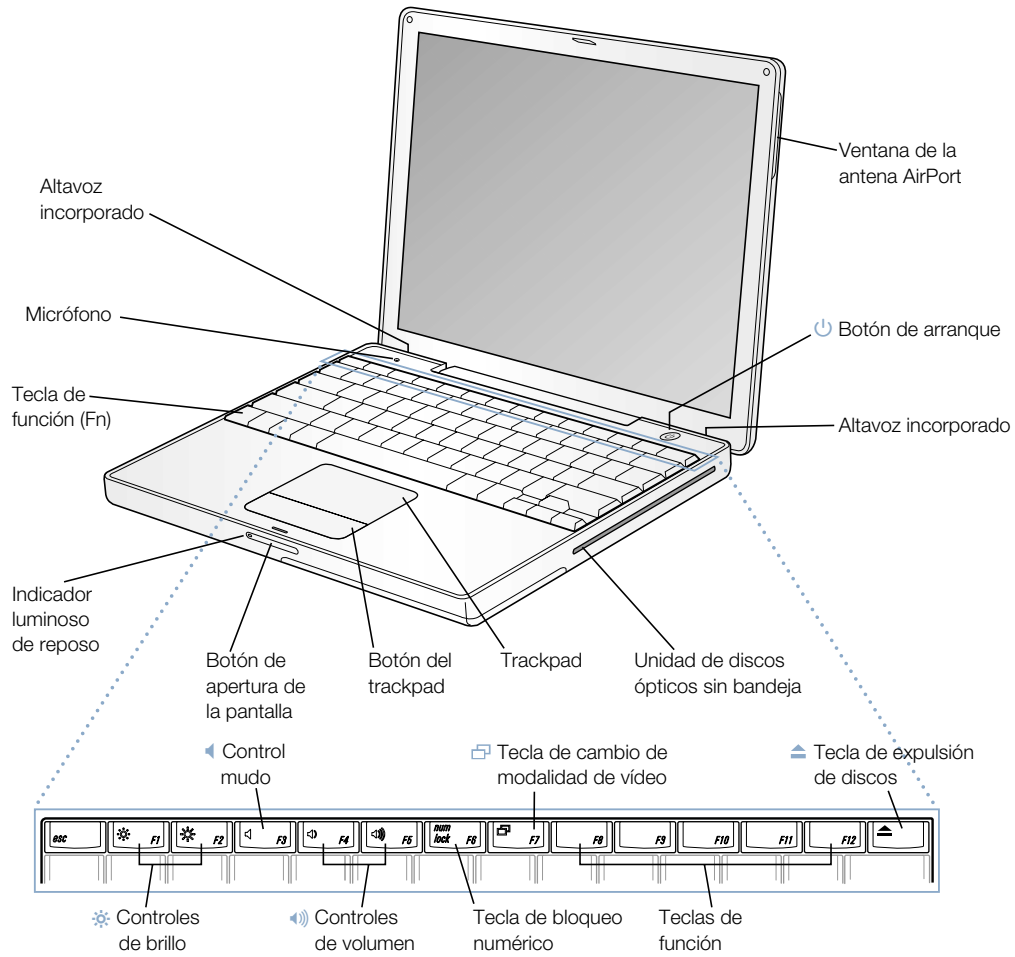 Ventana de la
antena AirPort
Altavoz
incorporado
Micrófono
Botón de arranque
Tecla de
función (Fn)
Altavoz incorporado
Indicador
luminoso
de reposo
Botón de
apertura de
la pantalla
Botón del
trackpad
Trackpad
Unidad de discos
ópticos sin bandeja
Control
mudo
Tecla de cambio de
modalidad de vídeo
Tecla de expulsión
de discos
esc
F1
F2
F3
F4
F5
num
lock F6
F7
F8
F9
F10
F11
F12
Controles
de brillo
Controles
de volumen
Tecla de bloqueo
numérico
Teclas de
función